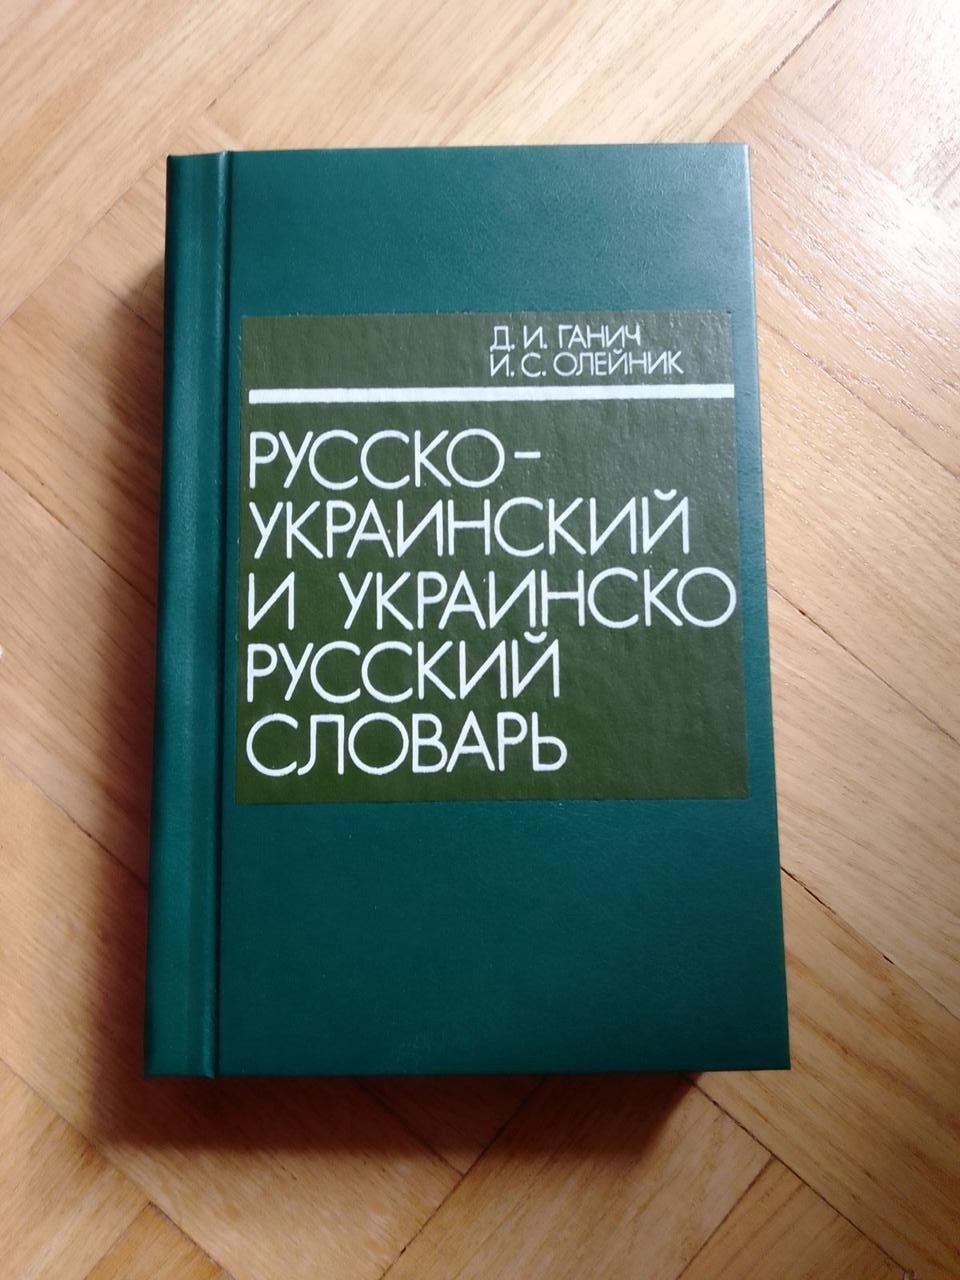 Д. И. ГАНИЧ
И. С. ОЛЕЙНИК
РУССКО-
УКРАИНСКИЙ
И УКРАИНСКО
РУССКИЙ
СЛОВАРЬ